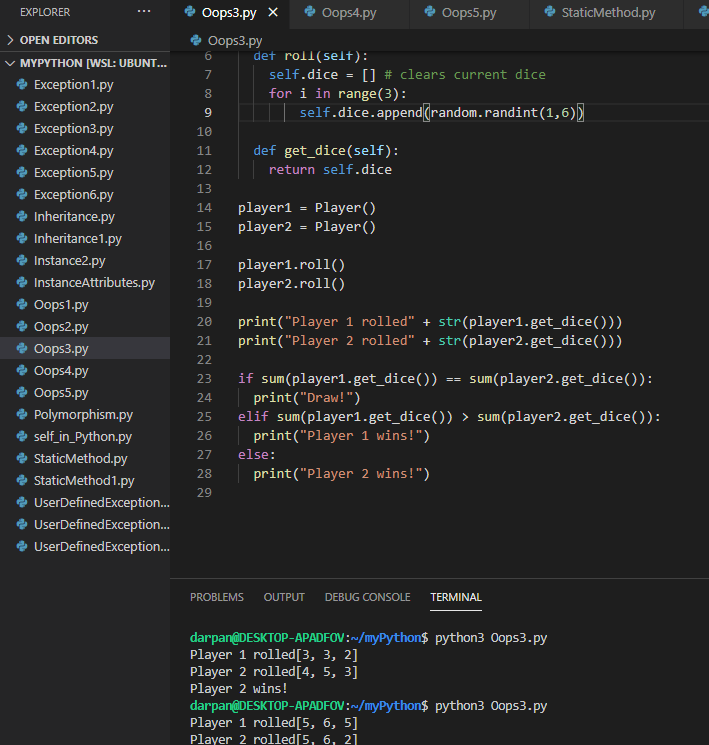 EXPLORER ···
OPEN EDITORS
MYPYTHON [WSL: UBUNT...
Exception1.py
Exception2.py
Exception3.py
Exception4.py
Exception5.py
Exception6.py
Inheritance.py
Inheritance1.py
Instance2.py
InstanceAttributes.py
Oops1.py
Oops2.py
Oops3.py
Oops4.py
Oops5.py
Polymorphism.py
self_in_Python.py
StaticMethod.py
StaticMethod1.py
UserDefinedException...
UserDefinedException...
UserDefinedException...
Oops3.py × Oops4.py Oops5.py StaticMethod.py
Oops3.py
6 def roll(self):
7 self.dice = [] # clears current dice
8 for i in range(3):
9 self.dice.append(random.randint(1,6))
10
11 def get_dice(self):
12 return self.dice
13
14 player1 = Player()
15 player2 = Player()
16
17 player1.roll()
18 player2.roll()
19
20 print("Player 1 rolled" + str(player1.get_dice()))
21 print("Player 2 rolled" + str(player2.get_dice()))
22
23 if sum(player1.get_dice()) == sum(player2.get_dice()):
24 print("Draw!")
25 elif sum(player1.get_dice()) > sum(player2.get_dice()):
26 print("Player 1 wins!")
27 else:
28 print("Player 2 wins!")
29
PROBLEMS OUTPUT DEBUG CONSOLE TERMINAL
darpan@DESKTOP-APADFOV:~/myPython$ python3 Oops3.py
Player 1 rolled[3, 3, 2]
Player 2 rolled[4, 5, 3]
Player 2 wins!
darpan@DESKTOP-APADFOV:~/myPython$ python3 Oops3.py
Player 1 rolled[5, 6, 5]
Player 2 rolled[5, 6, 2]